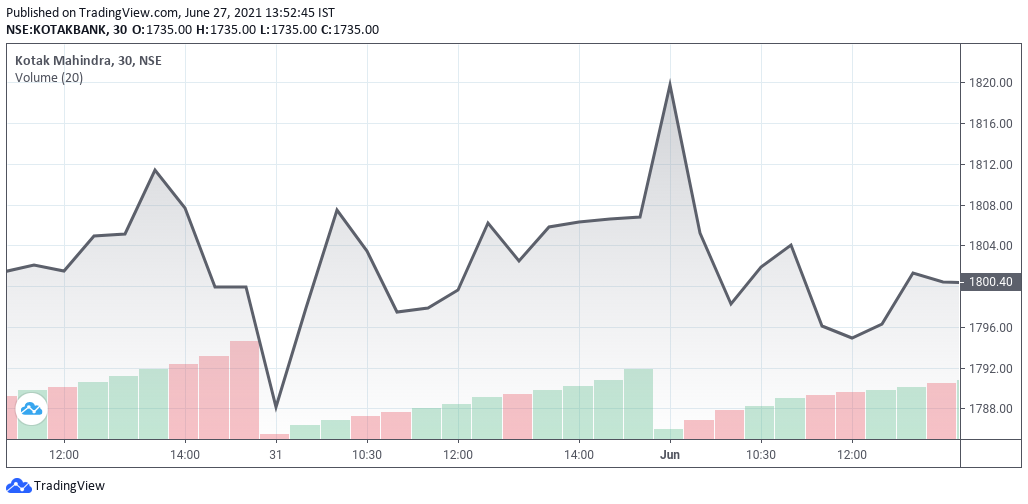 Published on TradingView.com, June 27, 2021 13:52:45 IST
NSE:KOTAKBANK, 30 O:1735.00 H:1735.00 L:1735.00 C:1735.00
Kotak Mahindra, 30, NSE
Volume (20)
1820.00
1816.00
1812.00
1808.00
1804.00
1800.40
1796.00
1792.00
1788.00
12:00 14:00 31 10:30 12:00 14:00 Jun 10:30 12:00
TradingView